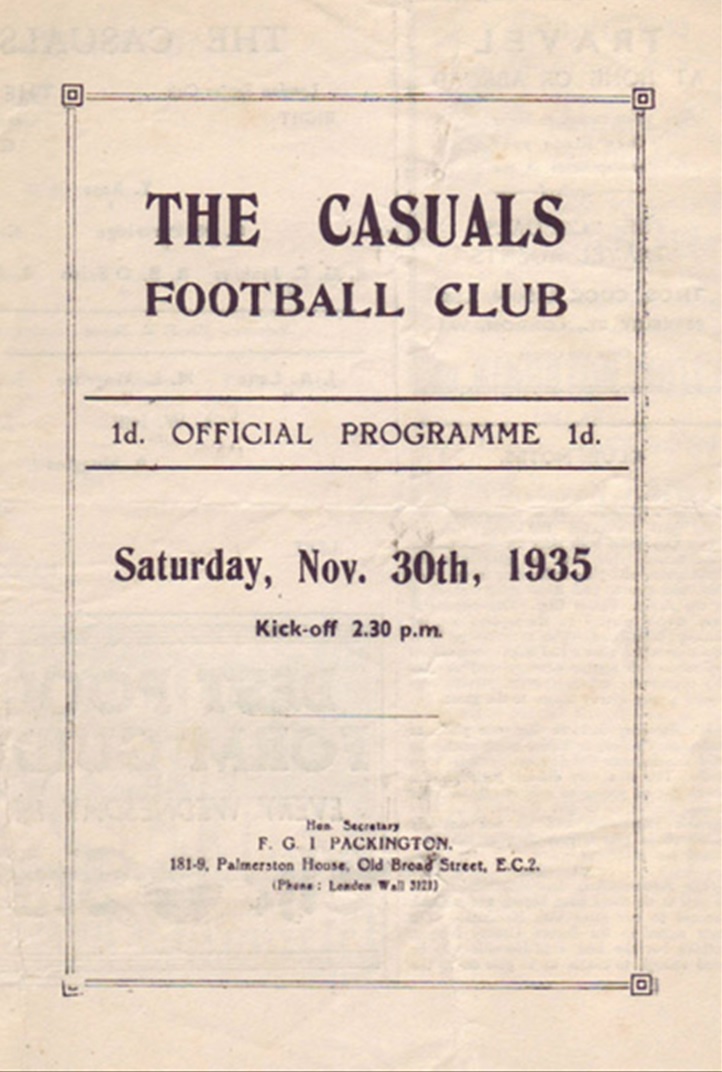 THE CASUALS
FOOTBALL CLUB
1d. OFFICIAL PROGRAMME 1d.
Saturday, Nov. 30th, 1935
Kick-off 2.30 p.m.
Hon. Secretary
F. G. I. PACKINGTON.
181-9, Palmerston House, Old Broad Street, E.C.2.
(Phone : London Wall 3121)